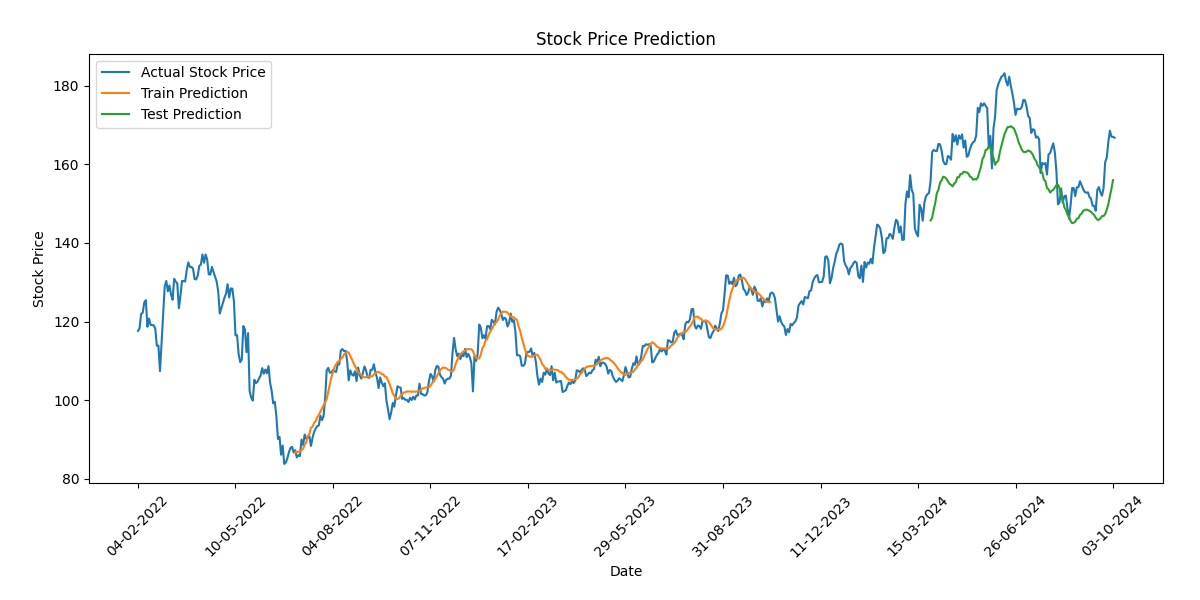 Stock Price Prediction
Actual Stock Price
Train Prediction
Test Prediction
Stock Price
180
160
140
120
100
80
04-02-2022
10-05-2022
04-08-2022
07-11-2022
17-02-2023
29-05-2023
31-08-2023
11-12-2023
15-03-2024
26-06-2024
03-10-2024
Date